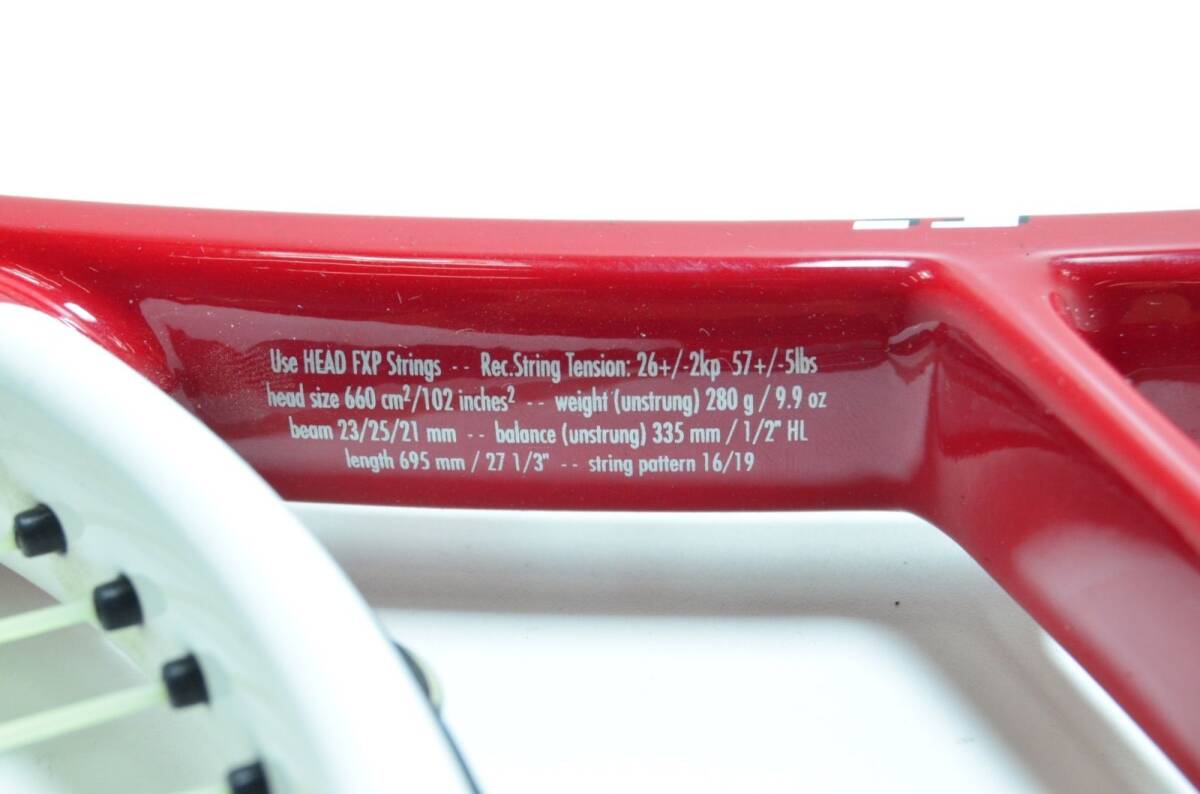 Use HEAD FXP Strings -- Rec.String Tension: 26+/-2kp 57+/-5lbs
head size 660 cm²/102 inches² -- weight (unstrung) 280 g / 9.9 oz
beam 23/25/21 mm -- balance (unstrung) 335 mm / 1/2" HL
length 695 mm / 27 1/3" -- string pattern 16/19